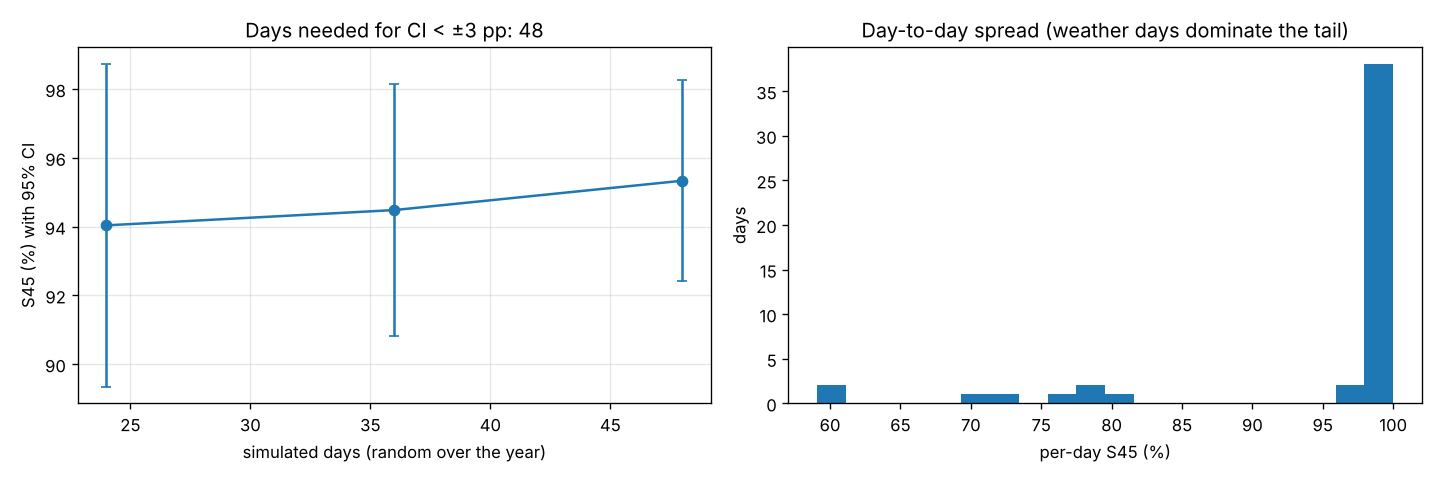 Days needed for CI < ±3 pp: 48
S45 (%) with 95% CI
98
96
94
92
90
25 30 35 40 45
simulated days (random over the year)
Day-to-day spread (weather days dominate the tail)
days
35
30
25
20
15
10
5
0
60 65 70 75 80 85 90 95 100
per-day S45 (%)